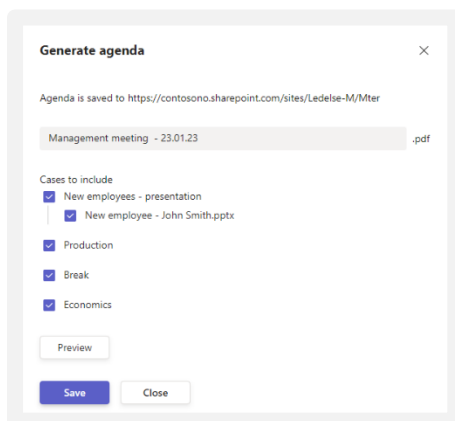 Generate agenda
Agenda is saved to https://contosono.sharepoint.com/sites/Ledelse-M/Mter
Management meeting - 23.01.23 .pdf
Cases to include
New employees - presentation
New employee - John Smith.pptx
Production
Break
Economics
Preview
Save Close